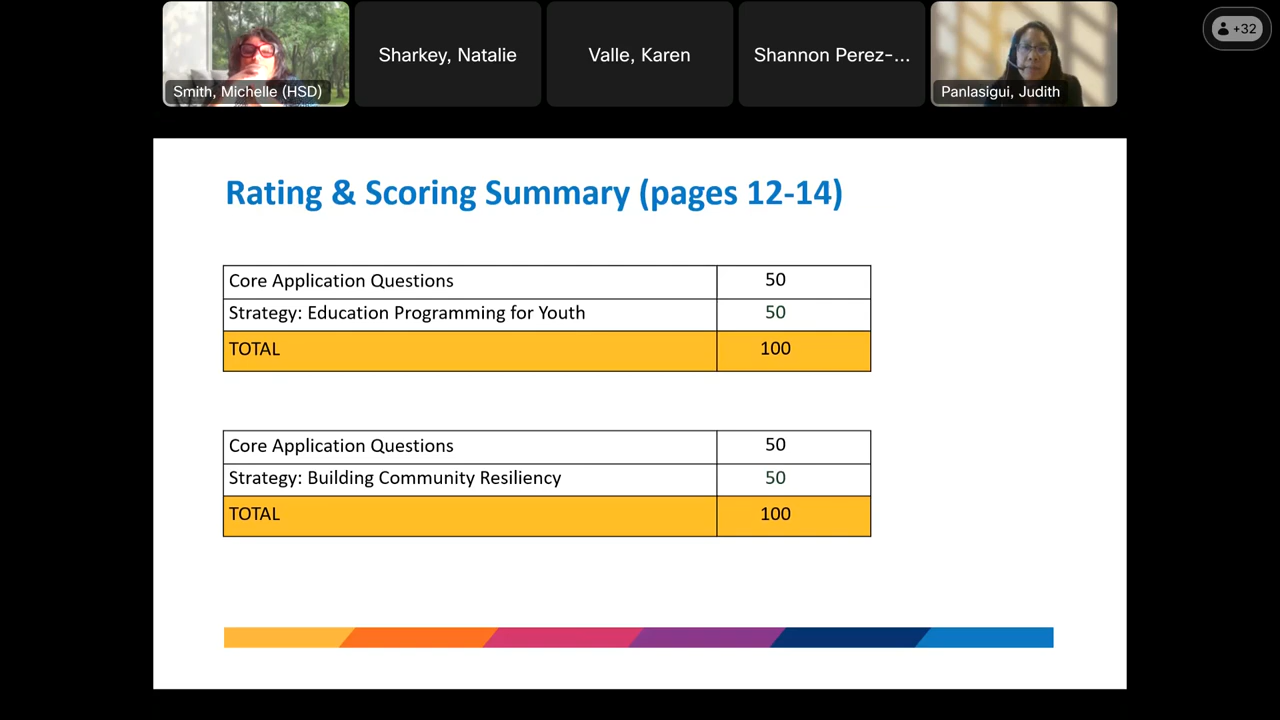 Smith, Michelle (HSD)
Sharkey, Natalie
Valle, Karen
Shannon Perez-...
Panlasigui, Judith
+32
Rating & Scoring Summary (pages 12-14)
Core Application Questions 50
Strategy: Education Programming for Youth 50
TOTAL 100
Core Application Questions 50
Strategy: Building Community Resiliency 50
TOTAL 100